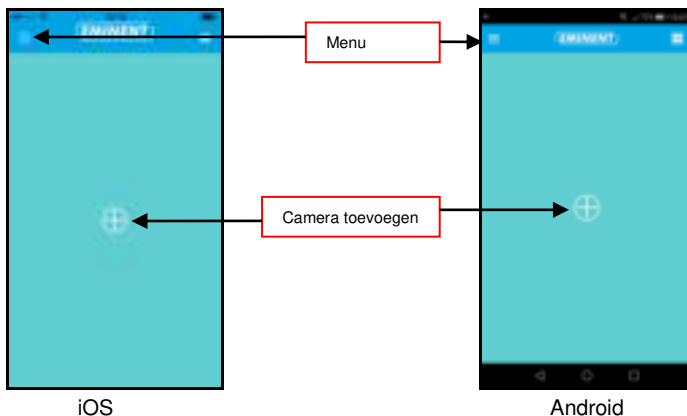 EMINENT
Menu
EMINENT
Camera toevoegen
iOS
Android